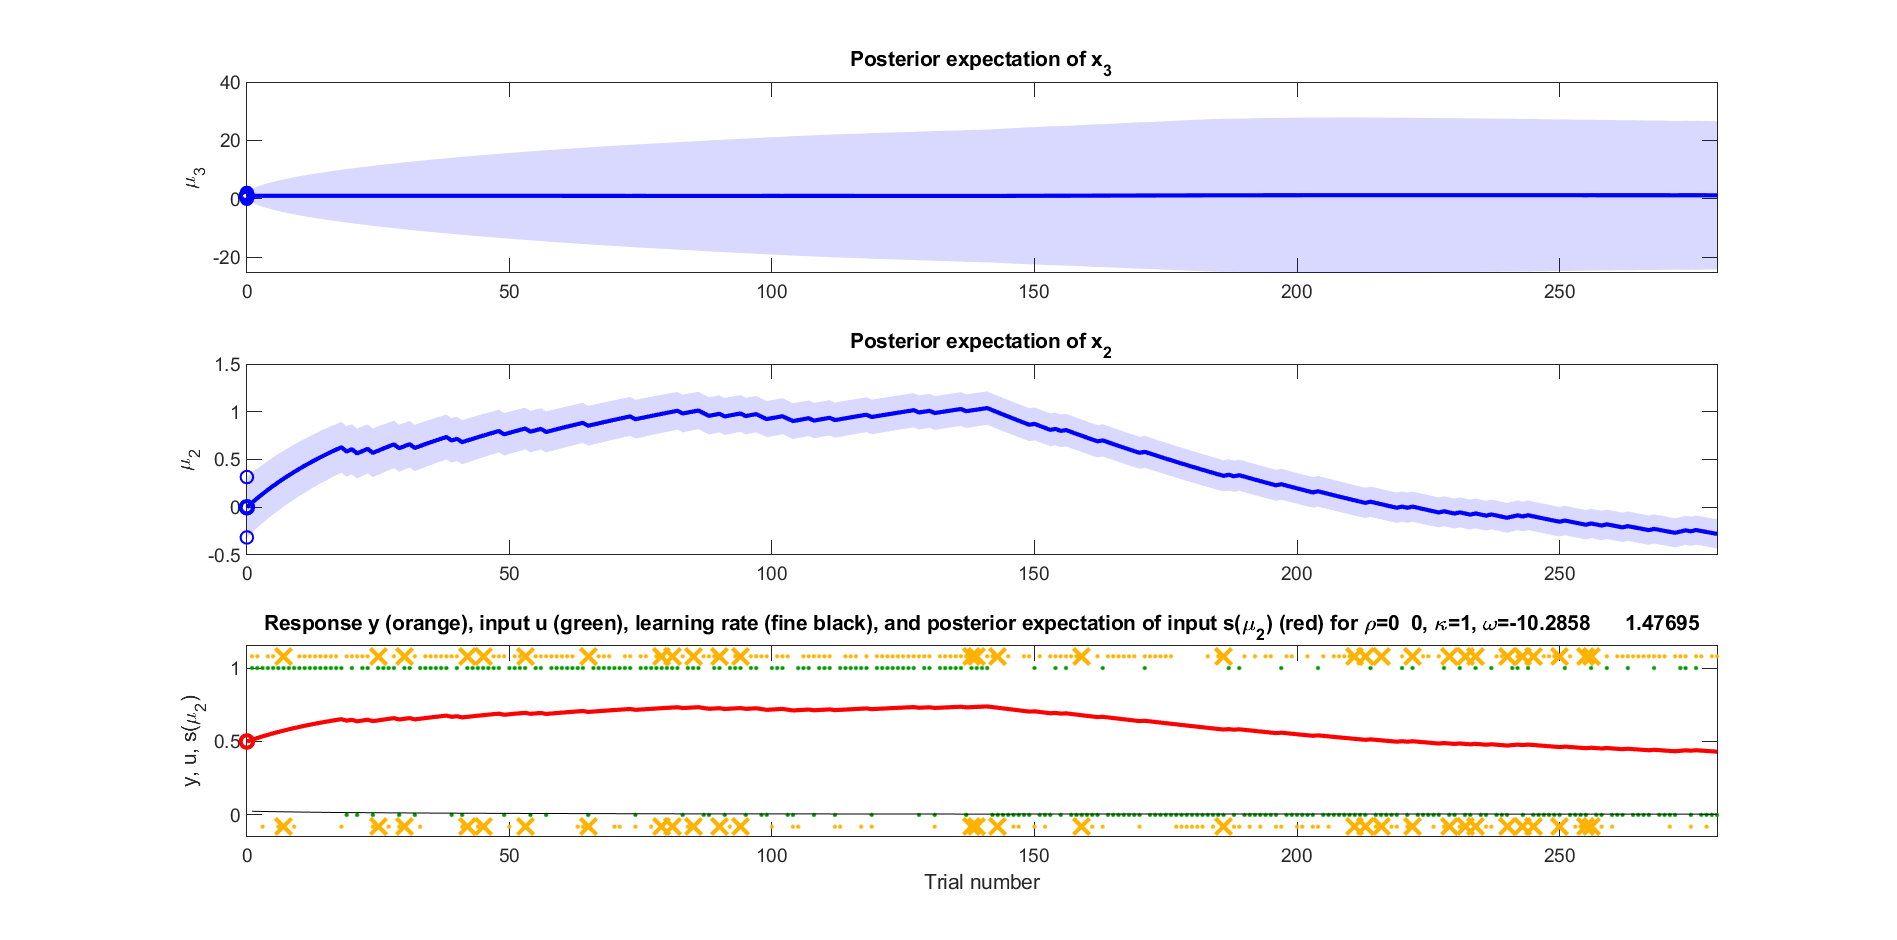 Posterior expectation of x3
40
20
0
-20
μ3
0 50 100 150 200 250
Posterior expectation of x2
1.5
1
0.5
0
-0.5
μ2
0 50 100 150 200 250
Response y (orange), input u (green), learning rate (fine black), and posterior expectation of input s(μ2) (red) for ρ=0 0, κ=1, ω=-10.2858 1.47695
1
0.5
0
y, u, s(μ2)
0 50 100 150 200 250
Trial number